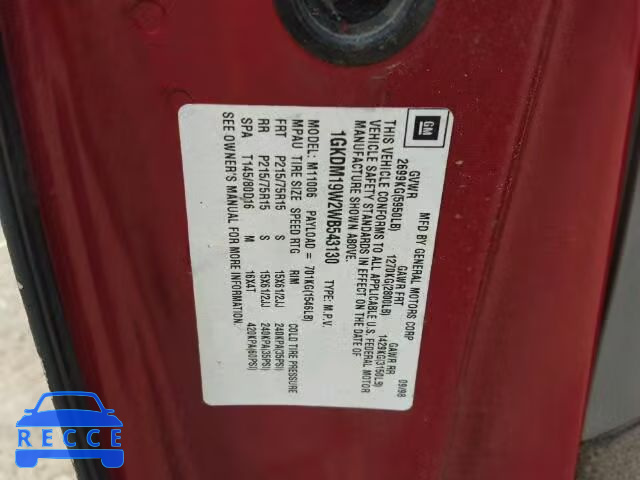 GM
MFD BY GENERAL MOTORS CORP
09/98
GVWR GAWR FRT GAWR RR
2699KG(5950LB) 1270KG(2800LB) 1429KG(3150LB)
THIS VEHICLE CONFORMS TO ALL APPLICABLE U.S. FEDERAL MOTOR
VEHICLE SAFETY STANDARDS IN EFFECT ON THE DATE OF
MANUFACTURE SHOWN ABOVE.
1GKDM19W2WB543130 TYPE: M.P.V.
MODEL: M11006 PAYLOAD = 701KG(1546LB)
MPAU TIRE SIZE SPEED RTG RIM COLD TIRE PRESSURE
FRT P215/75R15 S 15X61/2JJ 240KPA(35PSI)
RR P215/75R15 S 15X61/2JJ 240KPA(35PSI)
SPA T145/80D16 M 16X4T 420KPA(60PSI)
SEE OWNER'S MANUAL FOR MORE INFORMATION.
RECCE